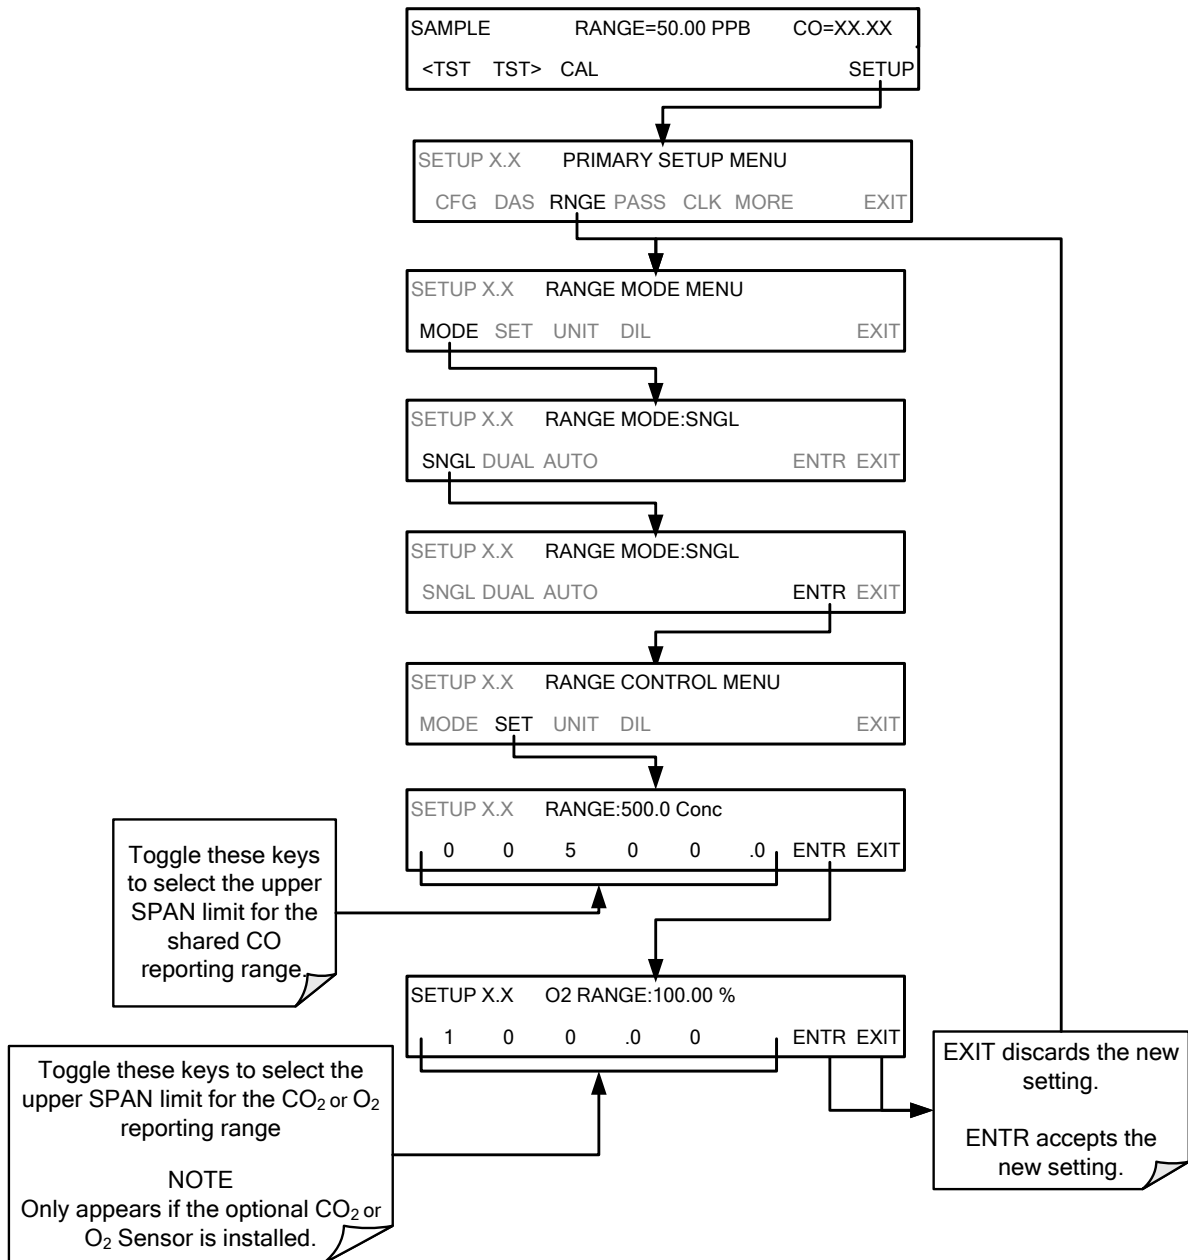 SAMPLE RANGE=50.00 PPB CO=XX.XX
<TST TST> CAL SETUP
SETUP X.X PRIMARY SETUP MENU
CFG DAS RNGE PASS CLK MORE EXIT
SETUP X.X RANGE MODE MENU
MODE SET UNIT DIL EXIT
SETUP X.X RANGE MODE:SNGL
SNGL DUAL AUTO ENTR EXIT
SETUP X.X RANGE MODE:SNGL
SNGL DUAL AUTO ENTR EXIT
SETUP X.X RANGE CONTROL MENU
MODE SET UNIT DIL EXIT
SETUP X.X RANGE:500.0 Conc
0 0 5 0 0 .0 ENTR EXIT
Toggle these keys
to select the upper
SPAN limit for the
shared CO
reporting range.
SETUP X.X O2 RANGE:100.00 %
1 0 0 .0 0 ENTR EXIT
Toggle these keys to select the
upper SPAN limit for the CO₂ or O₂
reporting range
NOTE
Only appears if the optional CO₂ or
O₂ Sensor is installed.
EXIT discards the new
setting.
ENTR accepts the
new setting.